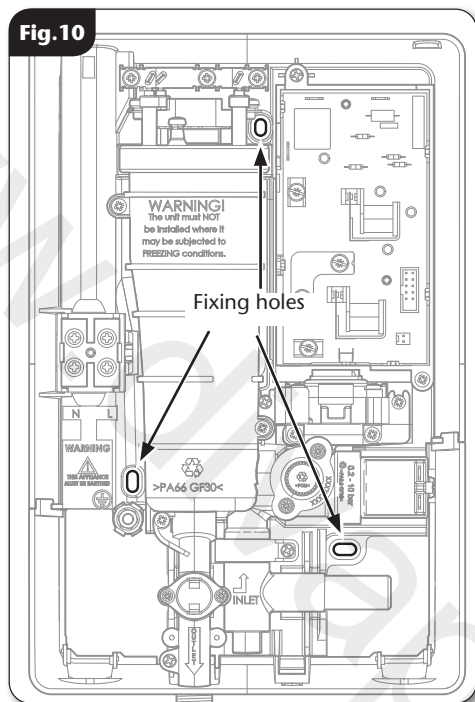 Fig.10
WARNING!
The unit must NOT
be installed where it
may be subjected to
FREEZING conditions.
Fixing holes
N L
WARNING
THIS APPLIANCE
MUST BE EARTHED
>PA66 GF30<
0.2 - 10 bar
INLET
OUTLET